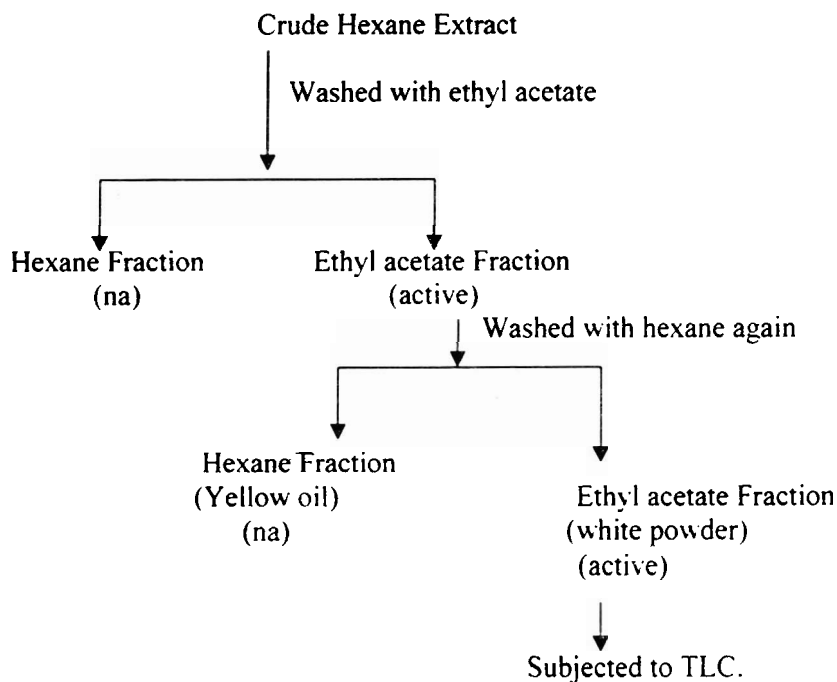 Crude Hexane Extract
Washed with ethyl acetate
Hexane Fraction
(na)
Ethyl acetate Fraction
(active)
Washed with hexane again
Hexane Fraction
(Yellow oil)
(na)
Ethyl acetate Fraction
(white powder)
(active)
Subjected to TLC.